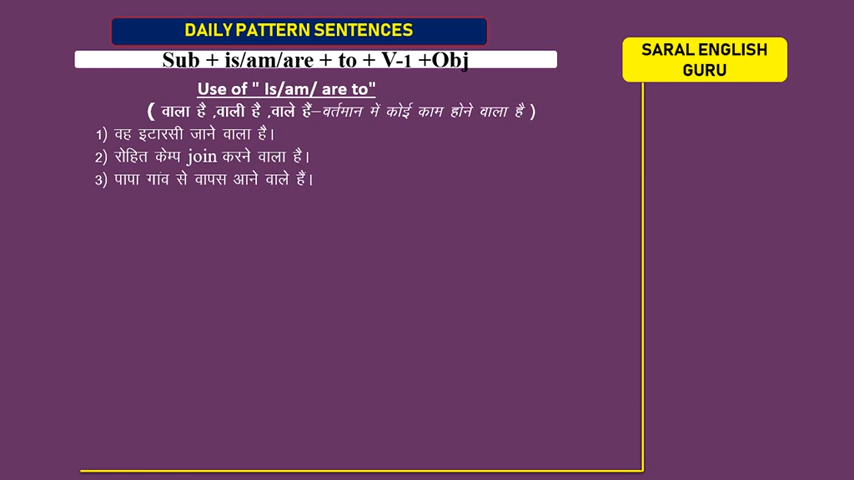 DAILY PATTERN SENTENCES
Sub + is/am/are + to + V-1 +Obj
SARAL ENGLISH
GURU
Use of " Is/am/ are to"
( वाला है ,वाली है ,वाले हैं–वर्तमान में कोई काम होने वाला है )
1) वह इटारसी जाने वाला है।
2) रोहित केम्प join करने वाला है।
3) पापा गांव से वापस आने वाले हैं।